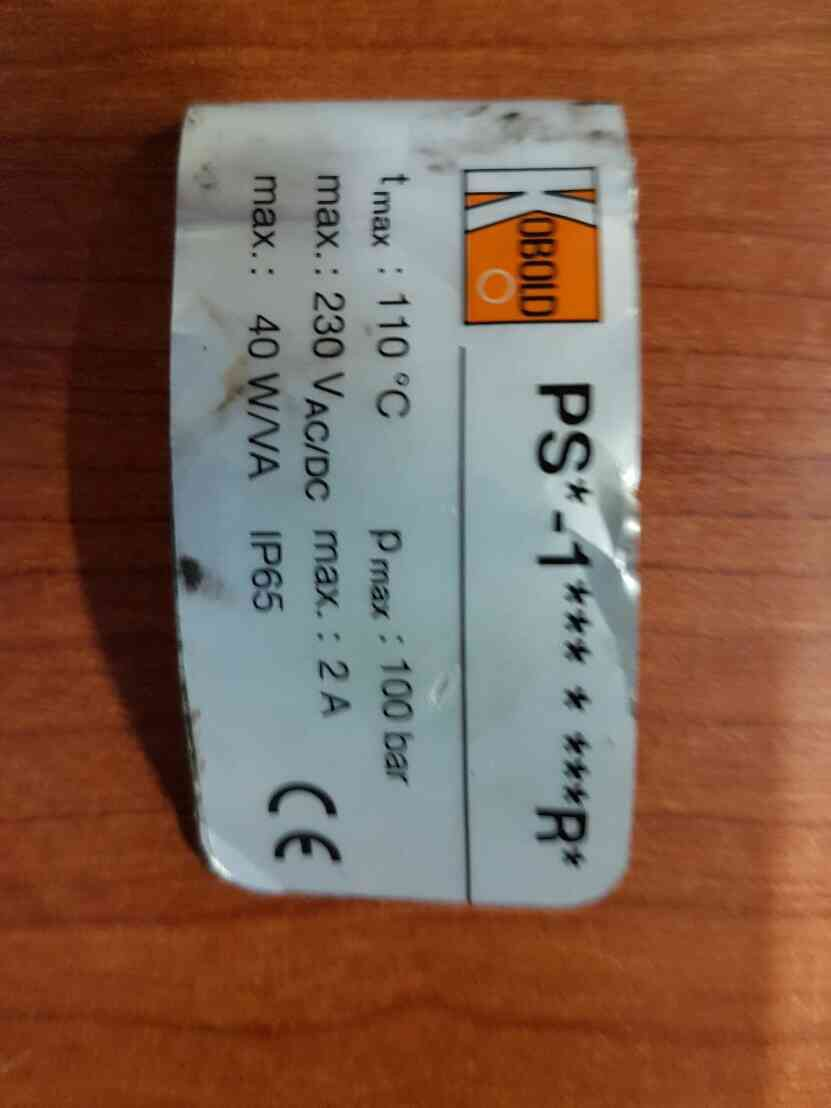 KOBOLD
PS*-1*** * ***R*
tmax : 110 °C pmax : 100 bar
max. : 230 VAC/DC max. : 2 A
max. : 40 W/VA IP65
CE